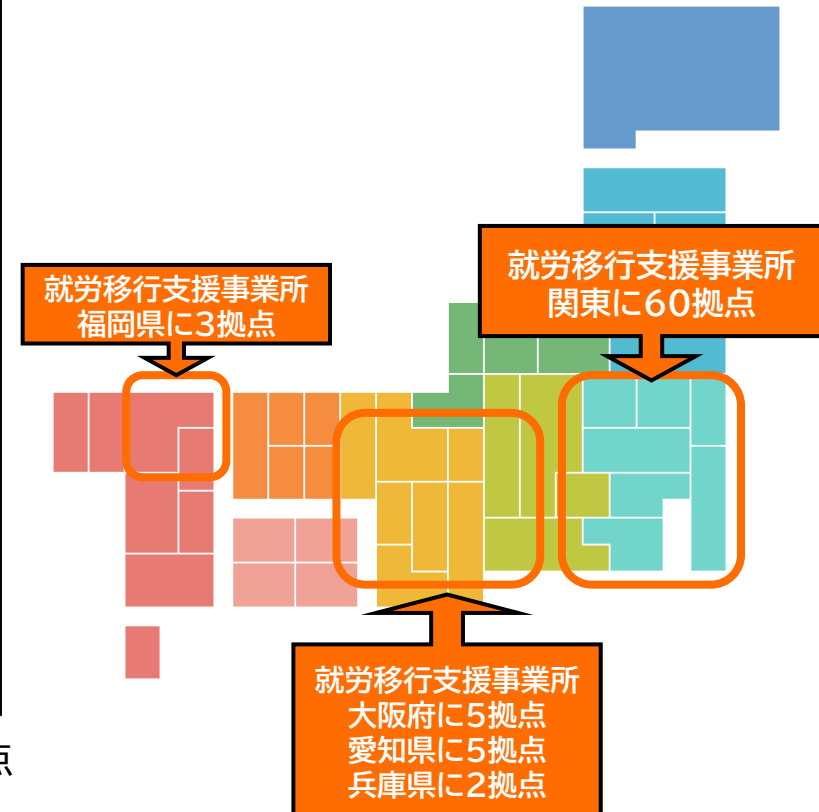 就労移行支援事業所
関東に60拠点
就労移行支援事業所
福岡県に3拠点
就労移行支援事業所
大阪府に5拠点
愛知県に5拠点
兵庫県に2拠点
点